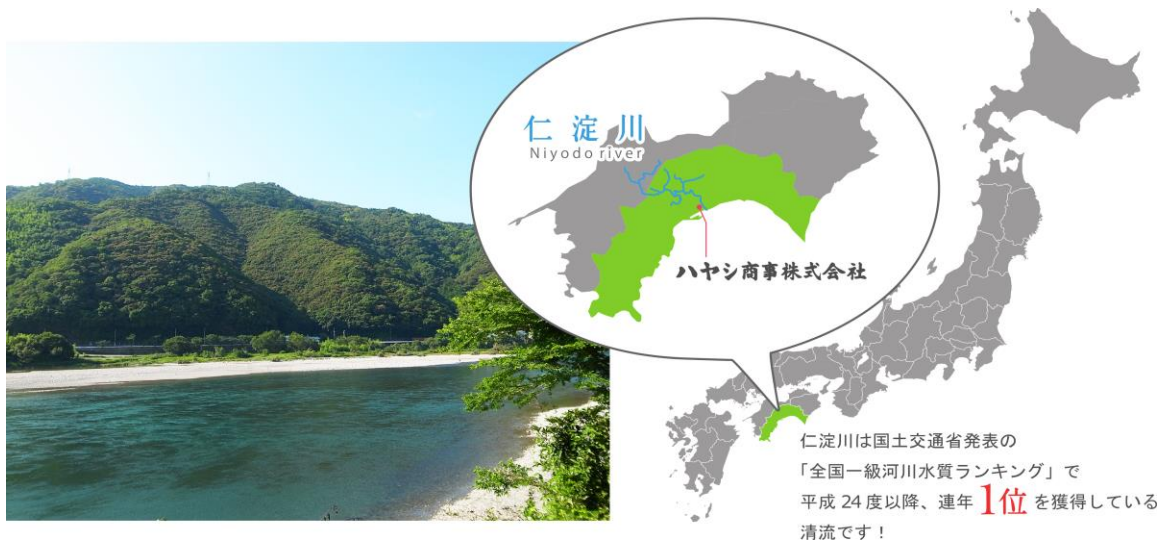 仁淀川
Niyodo river
ハヤシ商事株式会社
仁淀川は国土交通省発表の
「全国一級河川水質ランキング」で
平成24度以降、連年1位を獲得している
清流です！